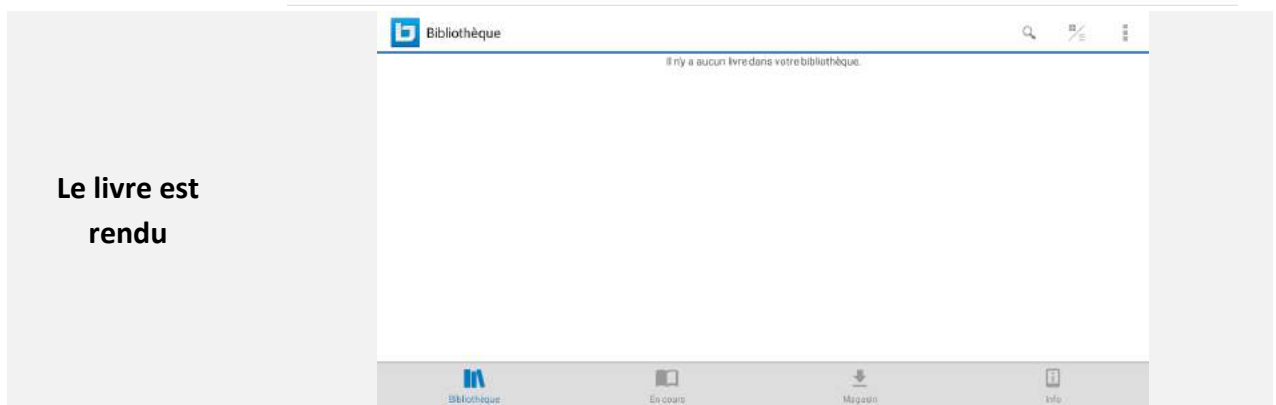 Bibliothèque
Il n'y a aucun livre dans votre bibliothèque.
Le livre est
rendu
Bibliothèque
En cours
Magasin
Info